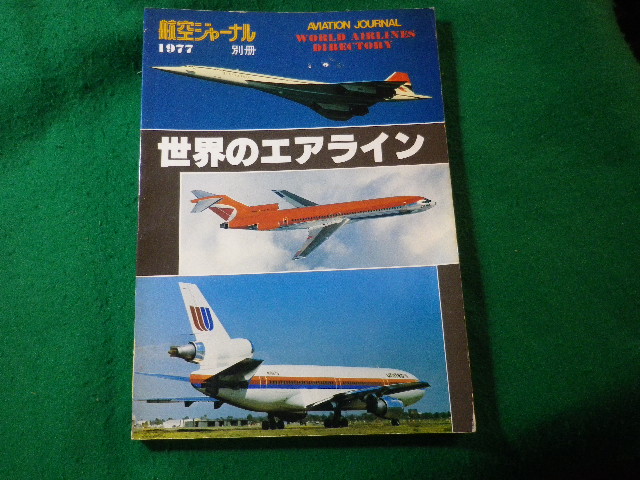 航空ジャーナル
1977 別冊
AVIATION JOURNAL
WORLD AIRLINES
DIRECTORY
世界のエアライン
UNITED